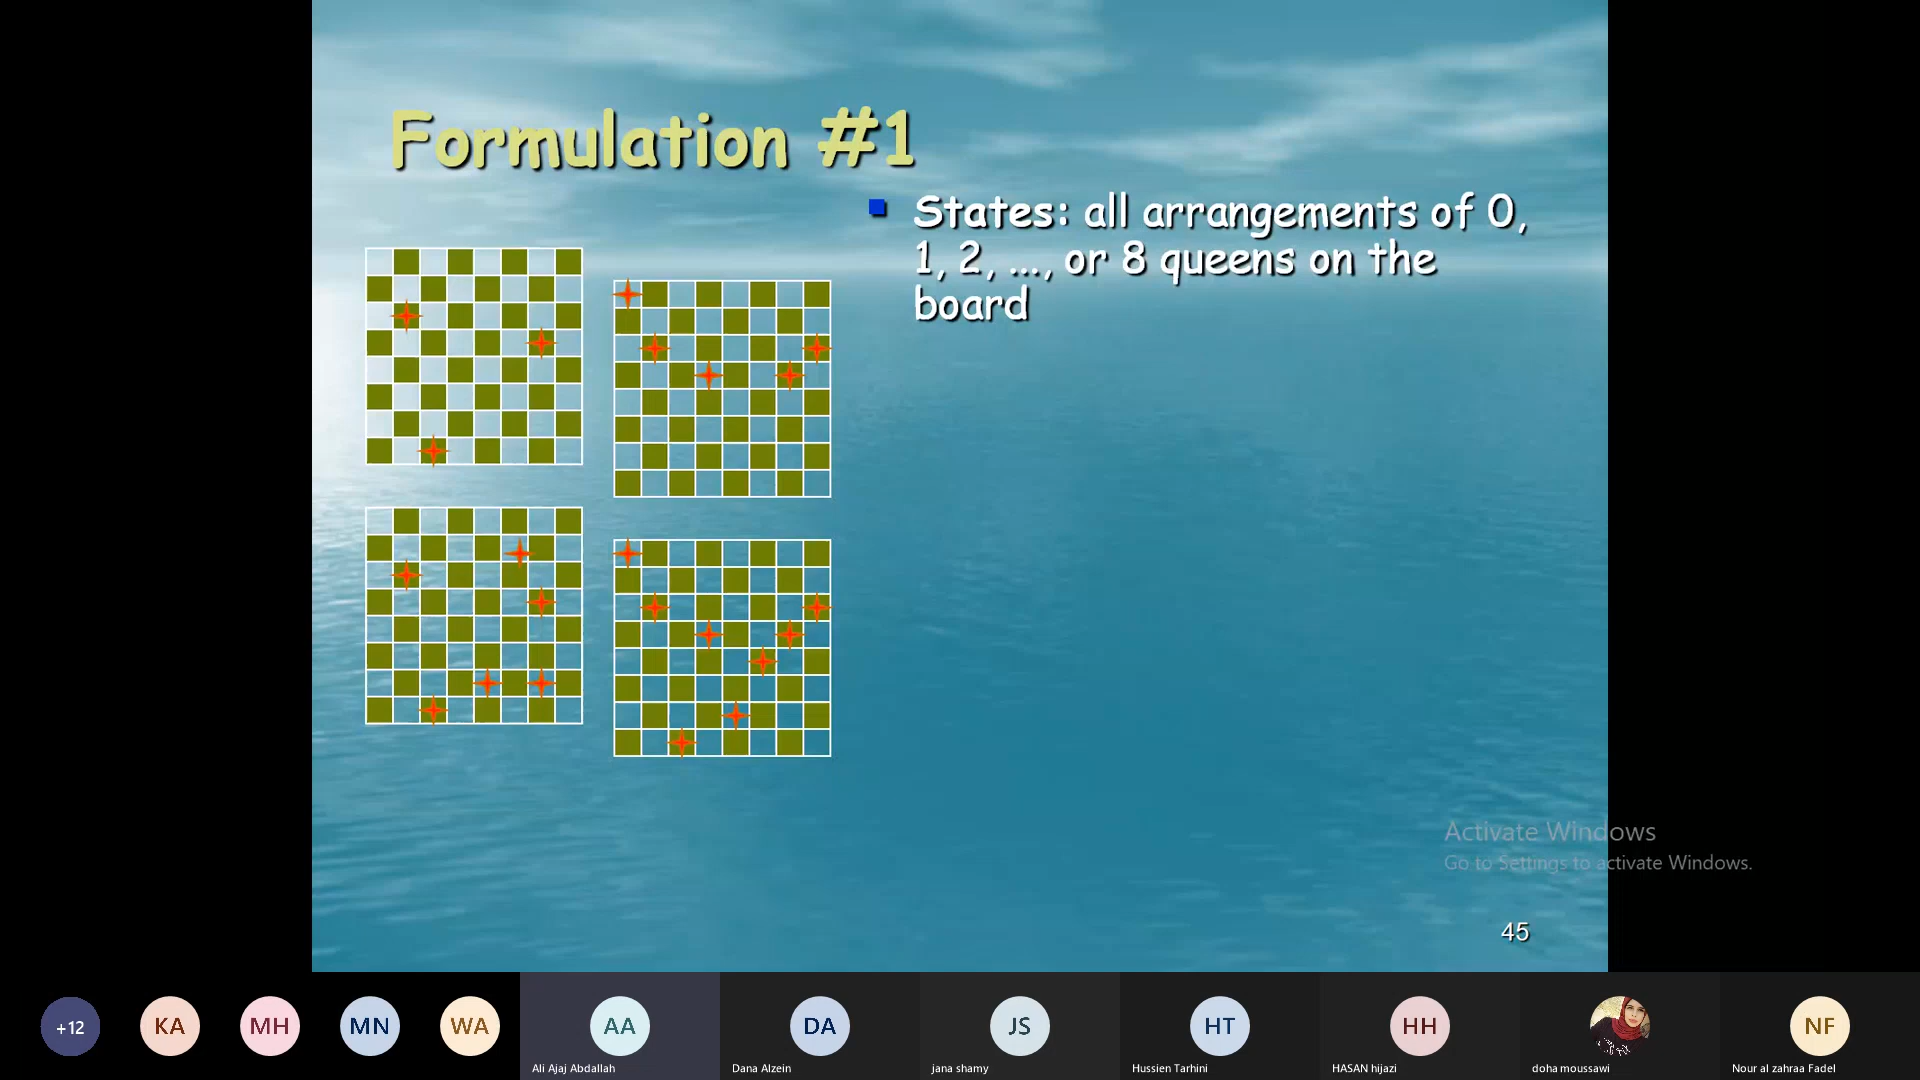 Formulation #1
States: all arrangements of 0,
1, 2, ..., or 8 queens on the
board
Activate Windows
Go to Settings to activate Windows.
45
+12
KA
MH
MN
WA
AA
DA
JS
HT
HH
NF
Ali Ajaj Abdallah
Dana Alzein
jana shamy
Hussien Tarhini
HASAN hijazi
doha moussawi
Nour al zahraa Fadel